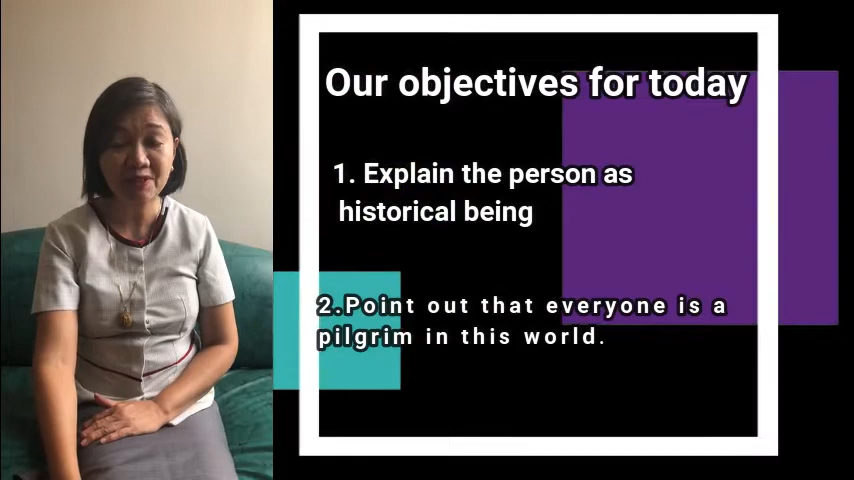 Our objectives for today
1. Explain the person as
historical being
2.Point out that everyone is a
pilgrim in this world.